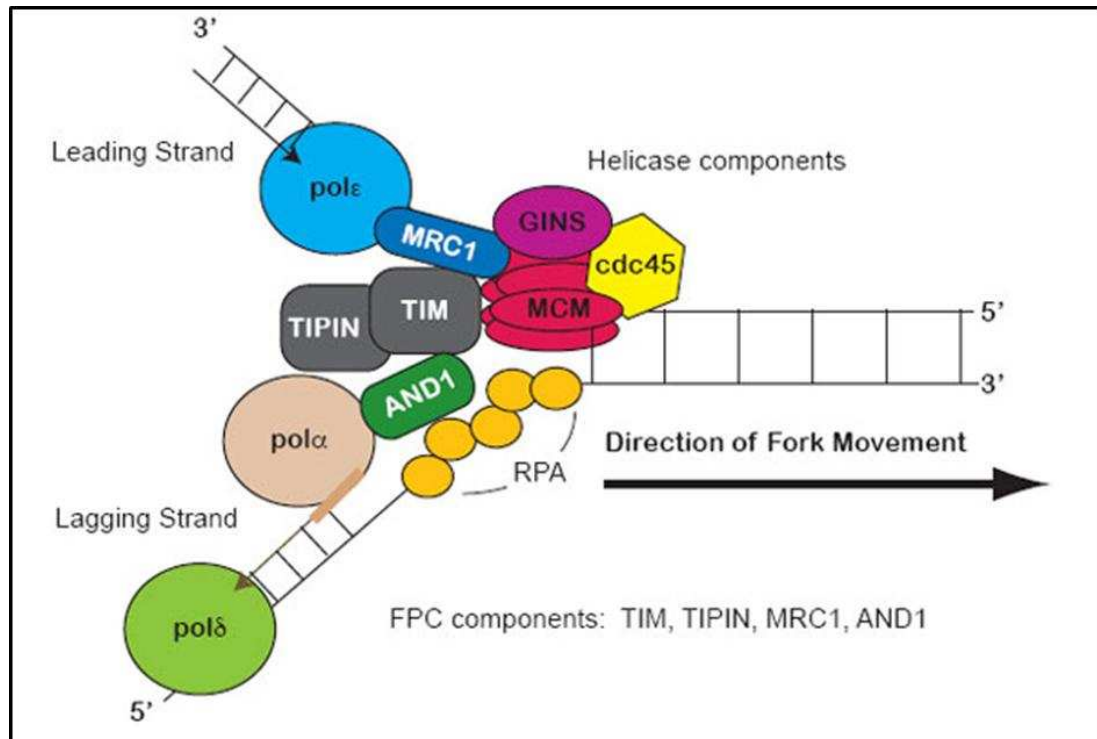 3’
Leading Strand
Helicase components
polε
GINS
MRC1
cdc45
TIPIN
TIM
MCM
5’
3’
AND1
polα
RPA
Direction of Fork Movement
Lagging Strand
polδ
FPC components: TIM, TIPIN, MRC1, AND1
5’